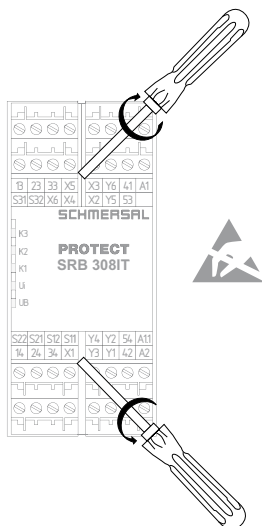 13 23 33 X5 X3 Y6 41 A1
S31 S32 X6 X4 X2 Y5 53
SCHMERSAL
K3
K2
K1
Ui
UB
PROTECT
SRB 308IT
S22 S21 S12 S11 Y4 Y2 54 A1.1
14 24 34 X1 Y3 Y1 42 A2